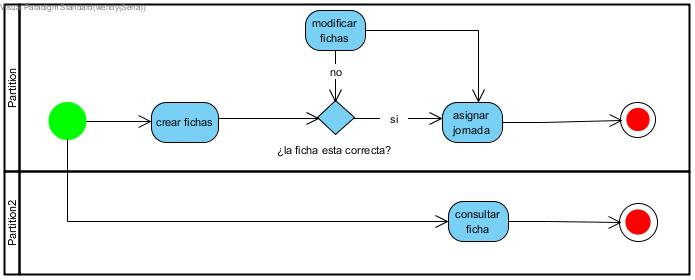 Visual Paradigm Standard(wendy(Sena))
Partition
modificar
fichas
no
crear fichas
si
asignar
jornada
¿la ficha esta correcta?
Partition2
consultar
ficha